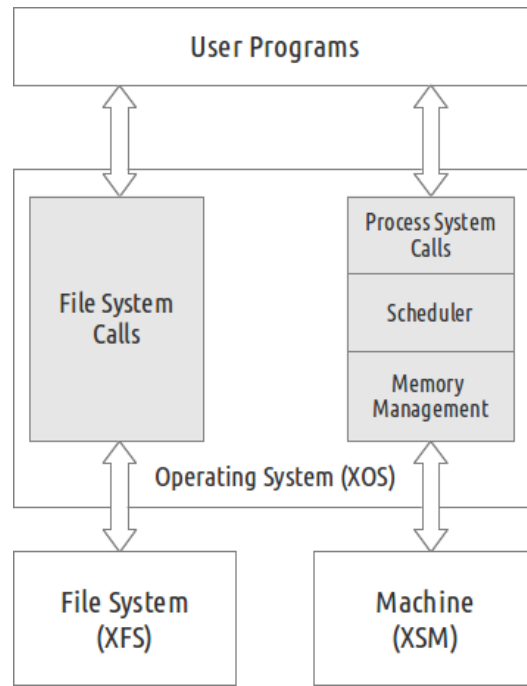 User Programs
File System
Calls
Process System
Calls
Scheduler
Memory
Management
Operating System (XOS)
File System
(XFS)
Machine
(XSM)